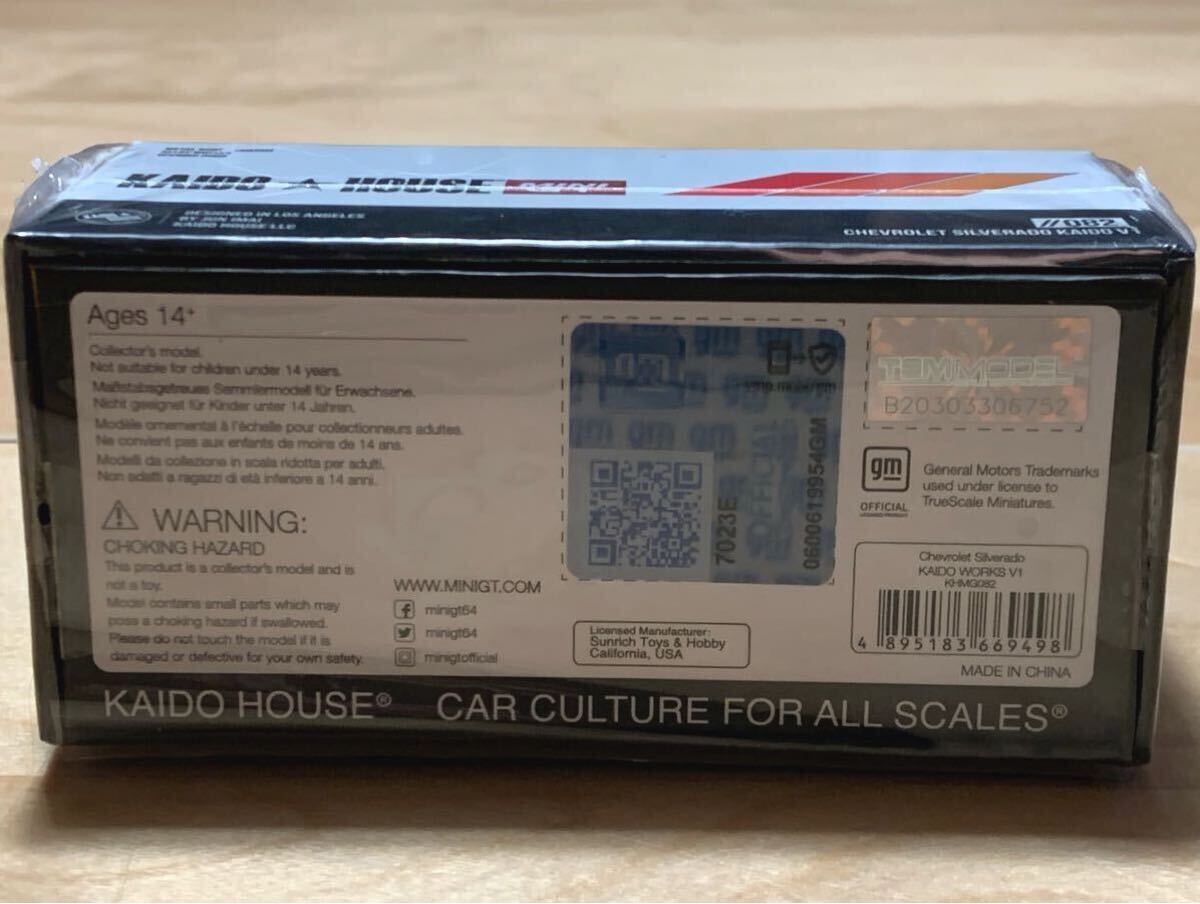 KAIDO ★ HOUSE
DESIGNED IN LOS ANGELES
BY JUN IMAI
KAIDO HOUSE LLC
//082
CHEVROLET SILVERADO KAIDO V1
Ages 14+
Collector's model.
Not suitable for children under 14 years.
Maßstabsgetreues Sammlermodell für Erwachsene.
Nicht geeignet für Kinder unter 14 Jahren.
Modèle ornemental à l'échelle pour collectionneurs adultes.
Ne convient pas aux enfants de moins de 14 ans.
Modelli da collezione in scala ridotta per adulti.
Non adatti a ragazzi di età inferiore a 14 anni.
WARNING:
CHOKING HAZARD
This product is a collector's model and is
not a toy.
Model contains small parts which may
pose a choking hazard if swallowed.
Please do not touch the model if it is
damaged or defective for your own safety.
WWW.MINIGT.COM
minigt64
minigt64
minigtofficial
gm
OFFICIAL
7023E
0600619954GM
Licensed Manufacturer:
Sunrich Toys & Hobby
California, USA
B20303306752
gm
OFFICIAL
LICENSED PRODUCT
General Motors Trademarks
used under license to
TrueScale Miniatures.
Chevrolet Silverado
KAIDO WORKS V1
KHMG082
4 895183 669498
MADE IN CHINA
KAIDO HOUSE® CAR CULTURE FOR ALL SCALES®